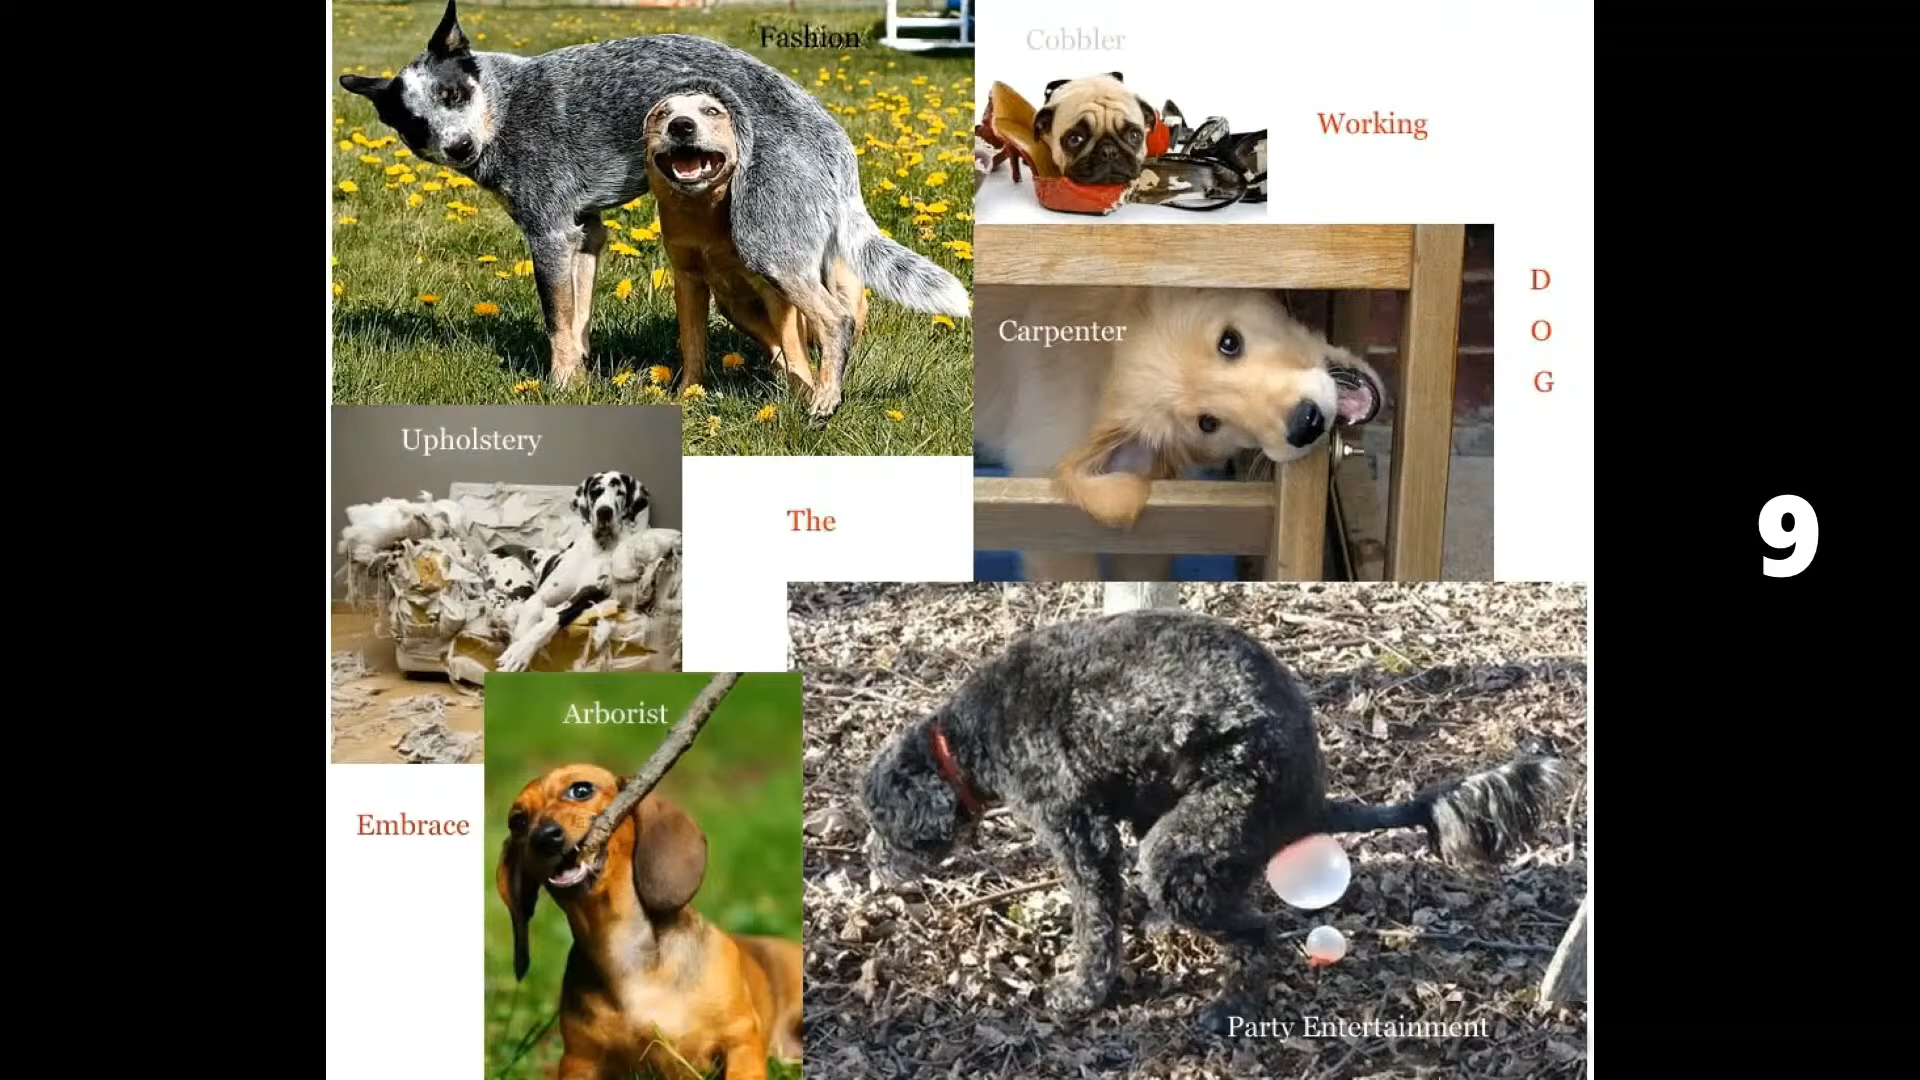 Fashion
Cobbler
Working
D
O
G
Carpenter
Upholstery
The
9
Arborist
Embrace
Party Entertainment